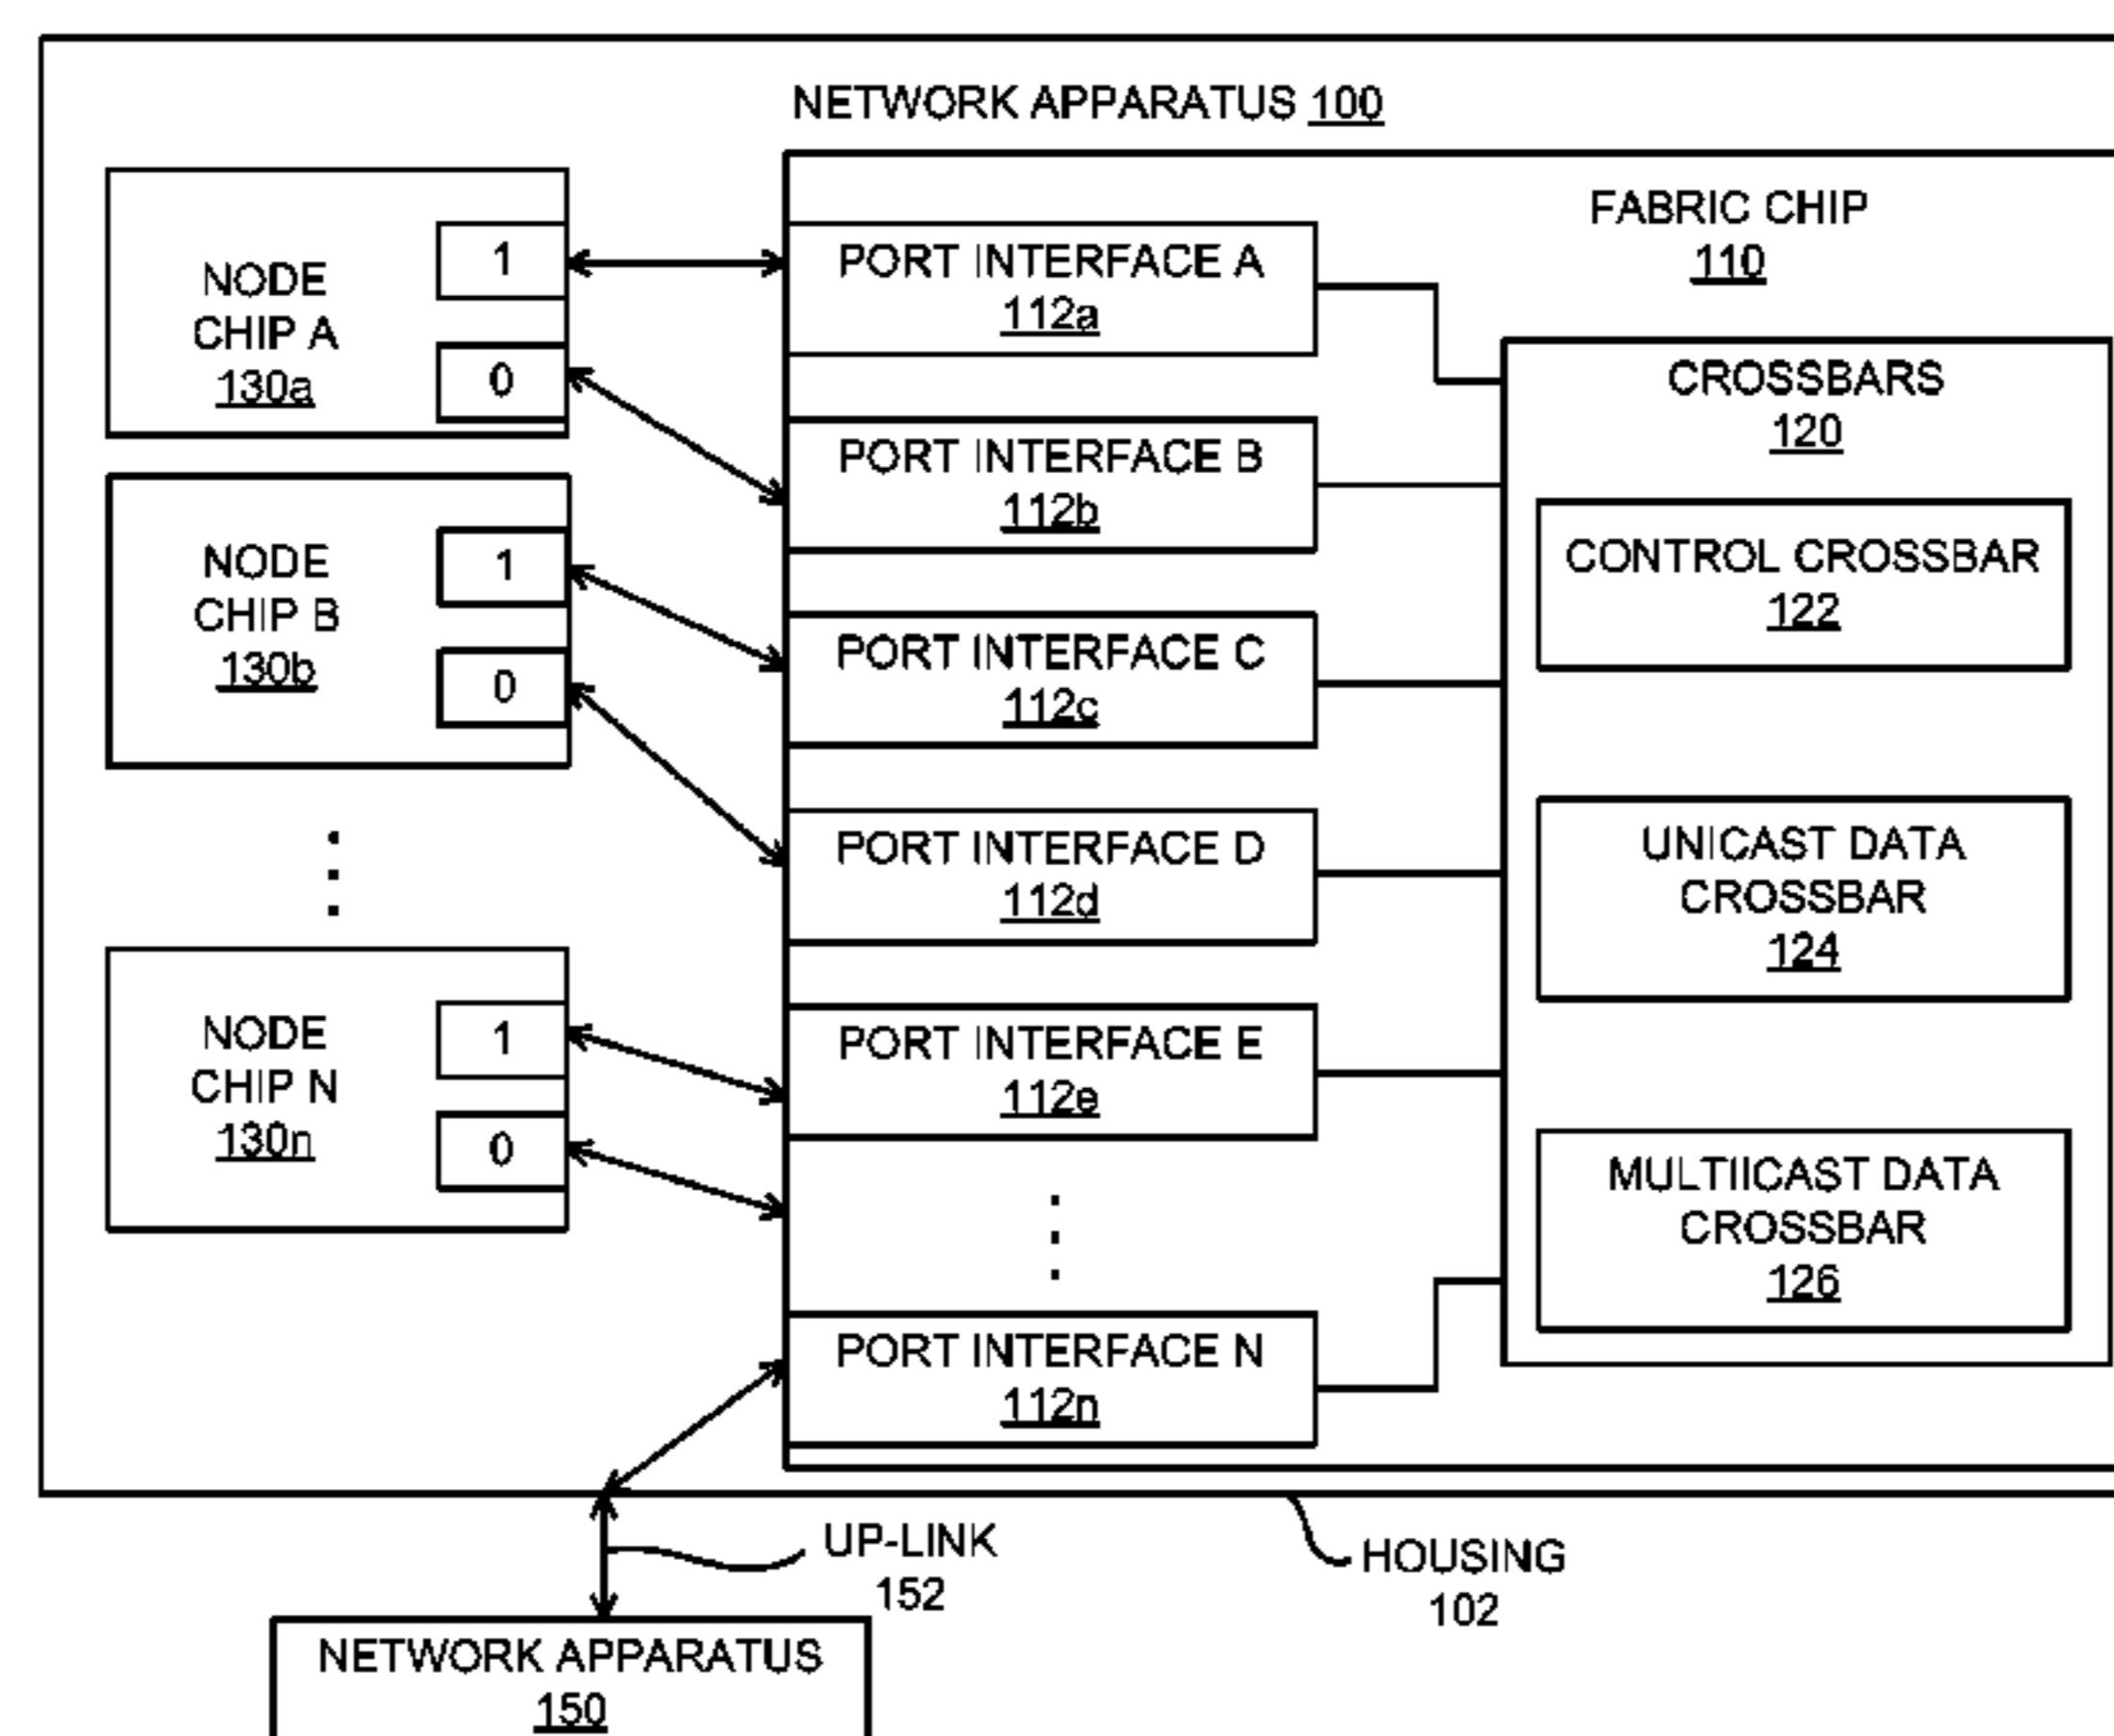 NETWORK APPARATUS 100
FABRIC CHIP
110
NODE
CHIP A
130a
1
0
PORT INTERFACE A
112a
PORT INTERFACE B
112b
CROSSBARS
120
NODE
CHIP B
130b
1
0
PORT INTERFACE C
112c
PORT INTERFACE D
112d
CONTROL CROSSBAR
122
UNICAST DATA
CROSSBAR
124
NODE
CHIP N
130n
1
0
PORT INTERFACE E
112e
MULTIICAST DATA
CROSSBAR
126
PORT INTERFACE N
112n
UP-LINK
152
HOUSING
102
NETWORK APPARATUS
150